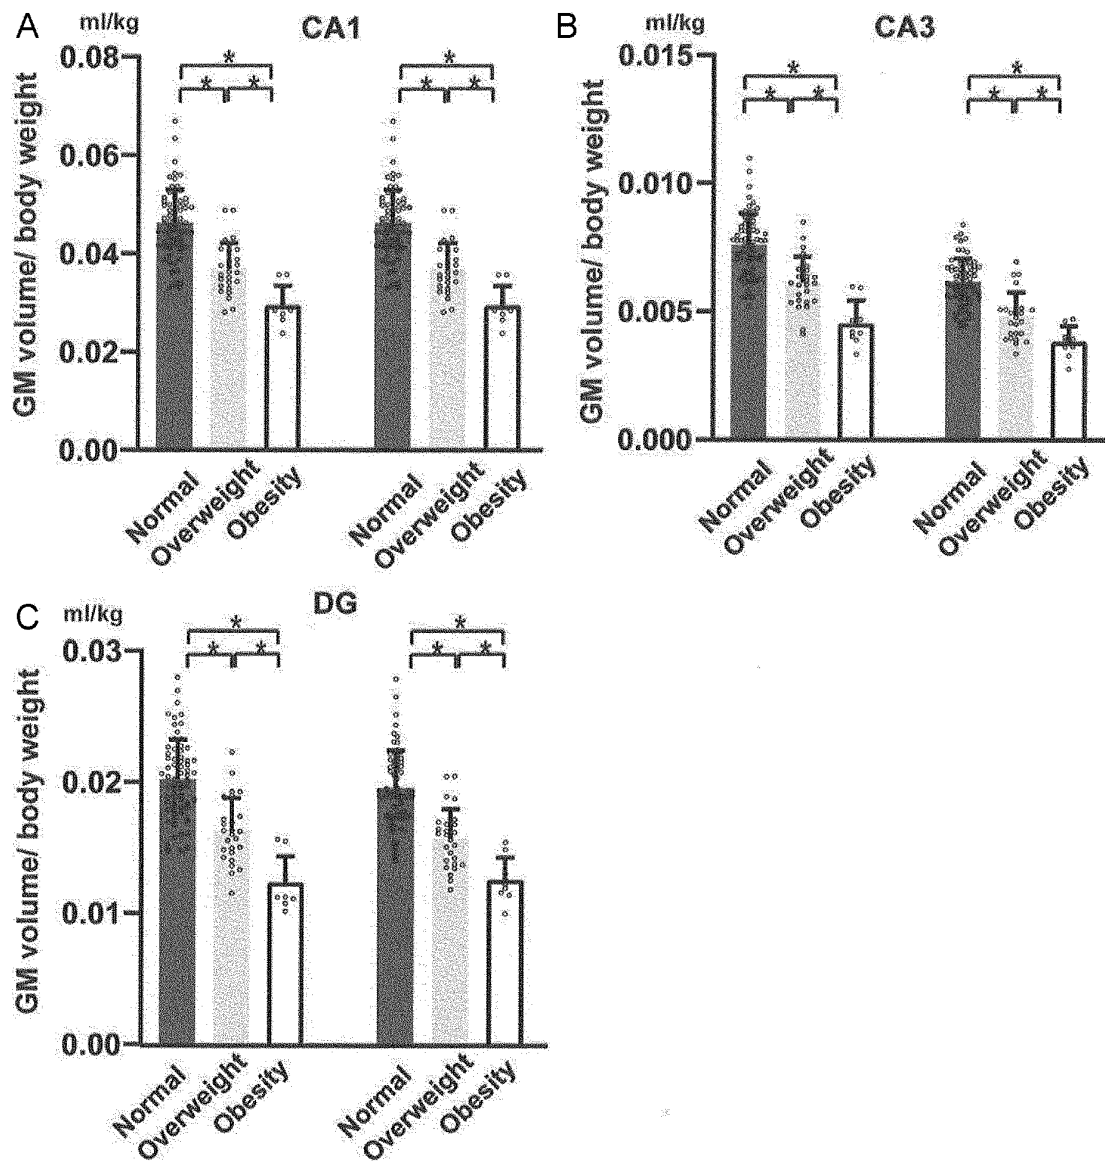 A ml/kg CA1
GM volume/ body weight
0.08
0.06
0.04
0.02
0.00
* * *
* * *
Normal Overweight Obesity Normal Overweight Obesity
B ml/kg CA3
GM volume/ body weight
0.015
0.010
0.005
0.000
* * *
* * *
Normal Overweight Obesity Normal Overweight Obesity
C ml/kg DG
GM volume/ body weight
0.03
0.02
0.01
0.00
* * *
* * *
Normal Overweight Obesity Normal Overweight Obesity